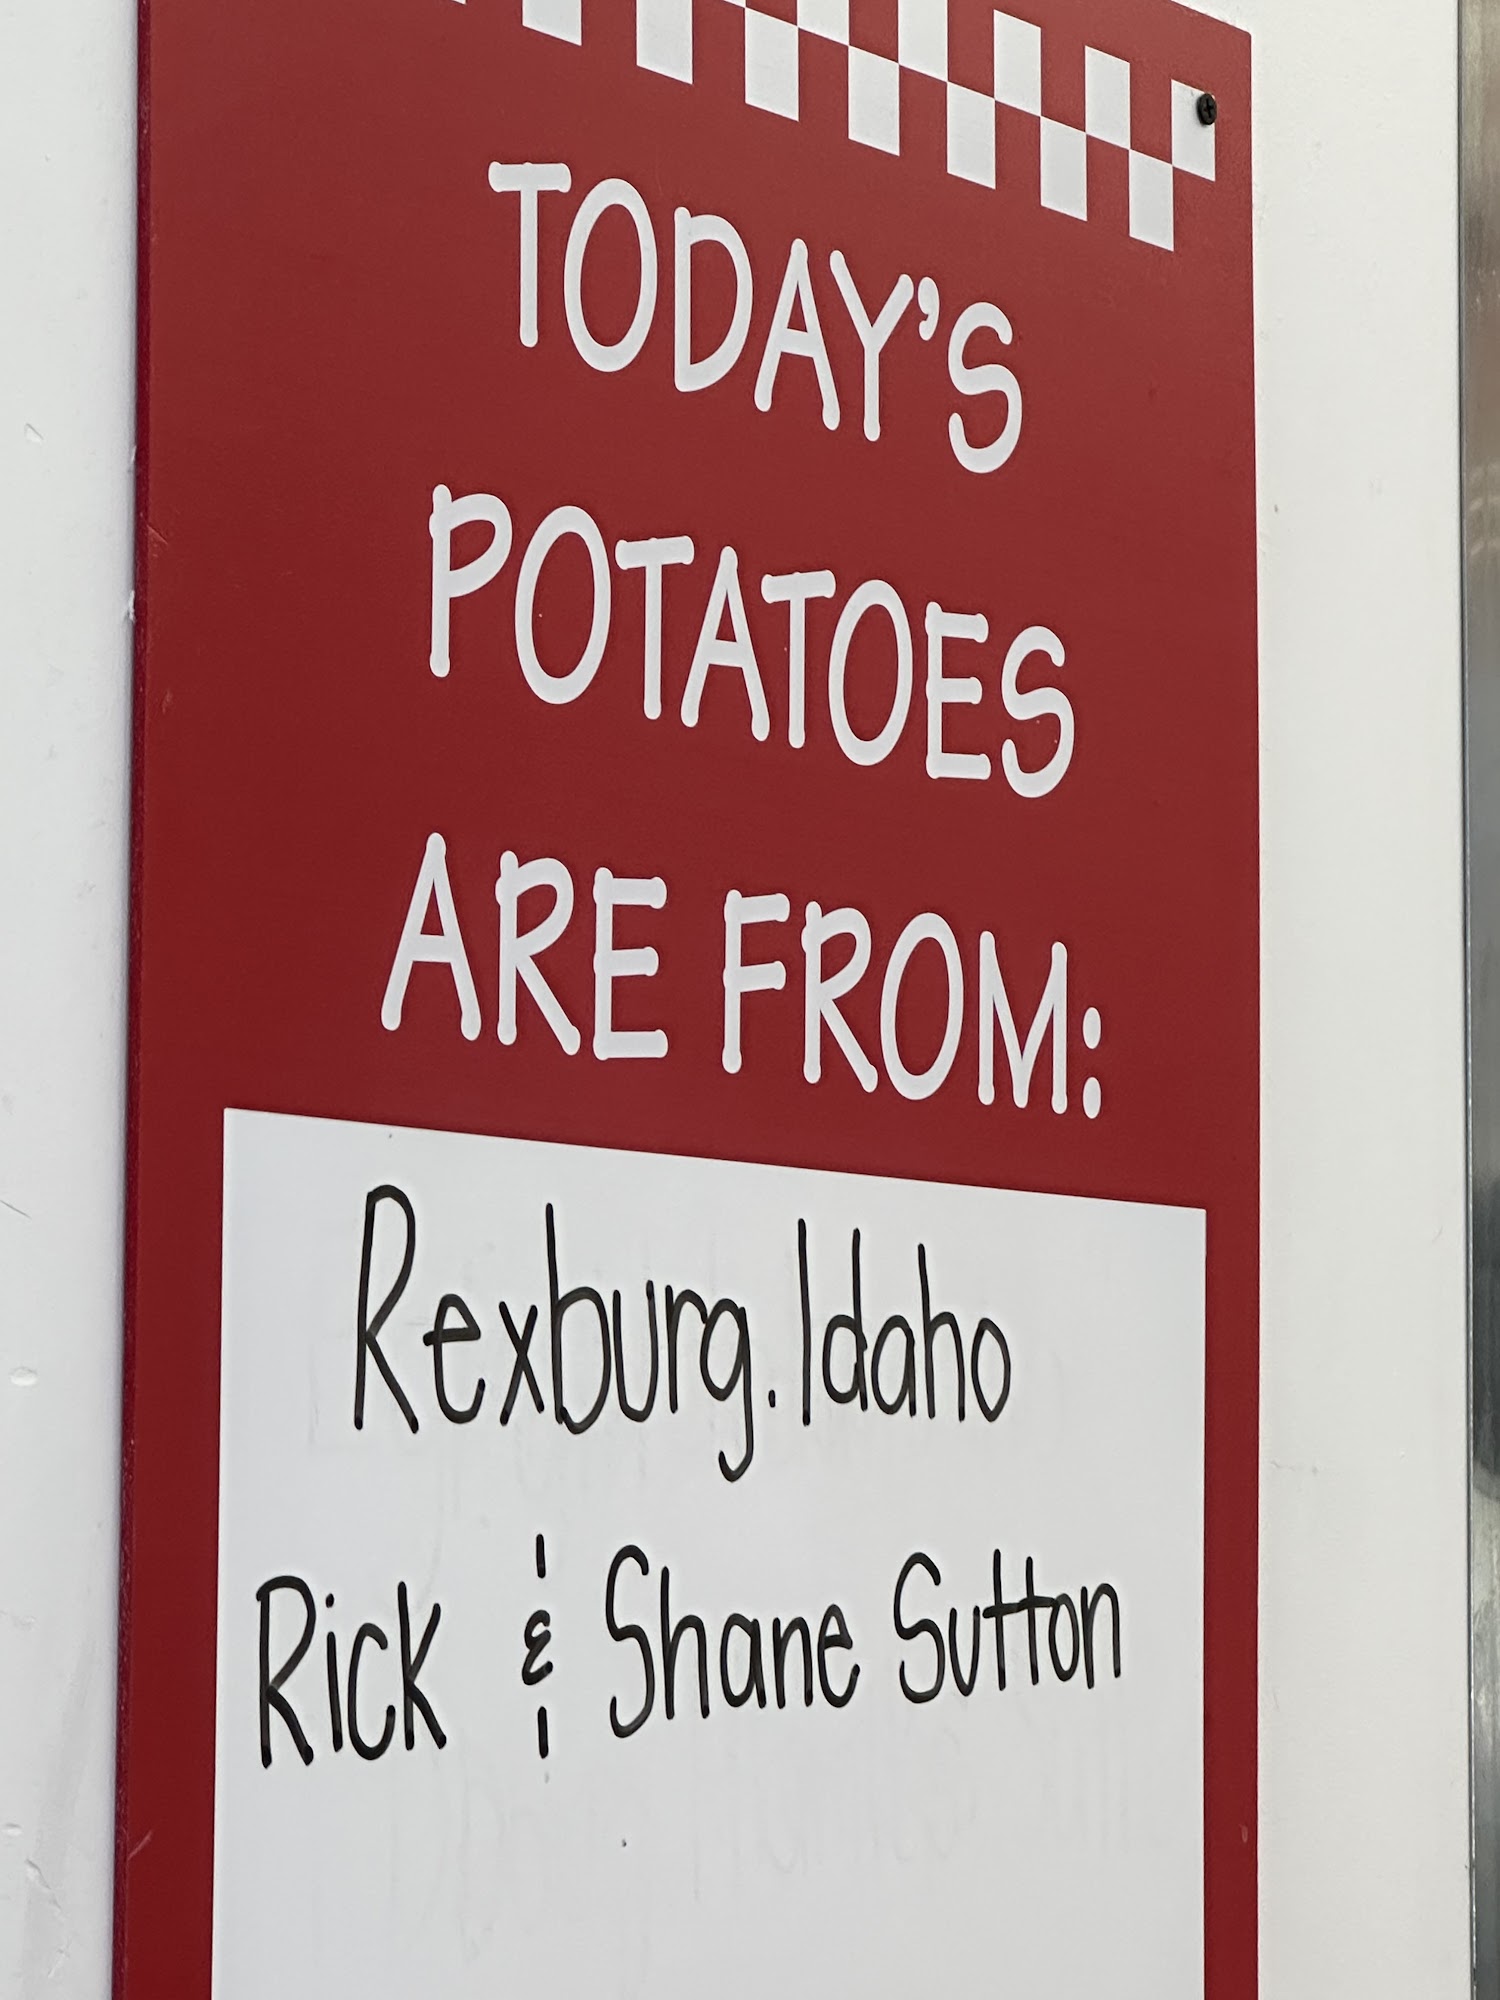 TODAY'S
POTATOES
ARE FROM:
Rexburg. Idaho
Rick & Shane Sutton